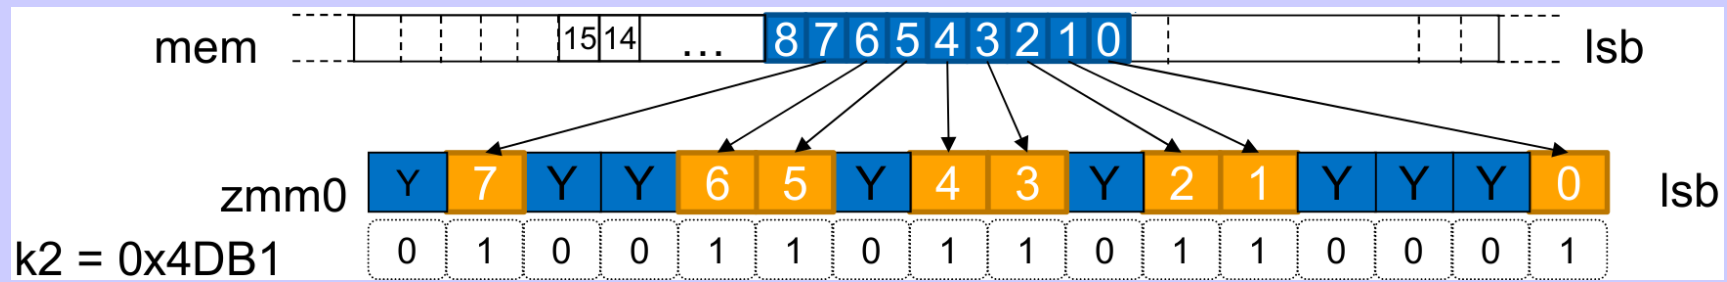 mem 15 14 ... 8 7 6 5 4 3 2 1 0 lsb
zmm0 Y 7 Y Y 6 5 Y 4 3 Y 2 1 Y Y Y 0 lsb
k2 = 0x4DB1 0 1 0 0 1 1 0 1 1 0 1 1 0 0 0 1